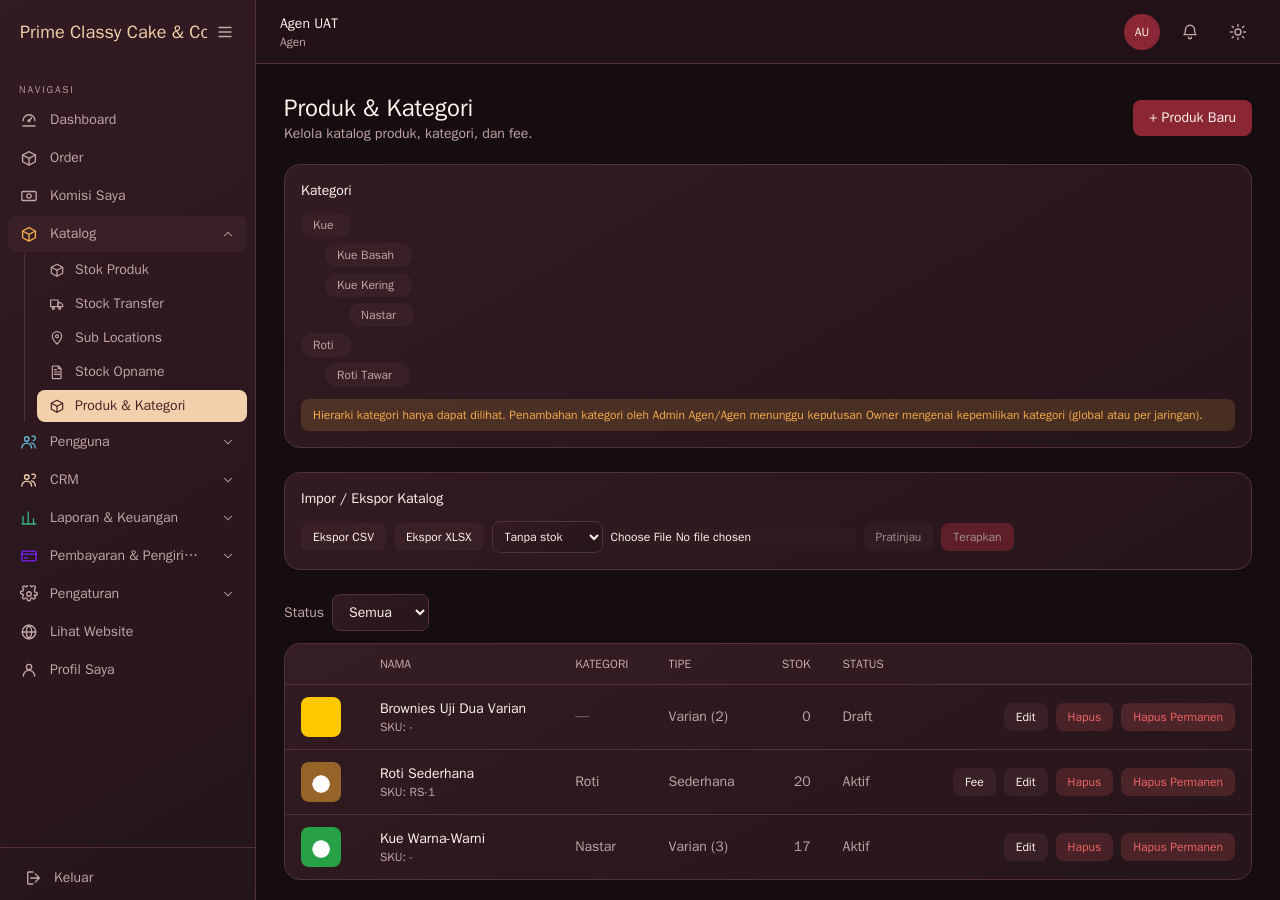 Prime Classy Cake & Co
NAVIGASI
Dashboard
Order
Komisi Saya
Katalog
Stok Produk
Stock Transfer
Sub Locations
Stock Opname
Produk & Kategori
Pengguna
CRM
Laporan & Keuangan
Pembayaran & Pengiri···
Pengaturan
Lihat Website
Profil Saya
Keluar
Agen UAT
Agen
AU
Produk & Kategori
Kelola katalog produk, kategori, dan fee.
+ Produk Baru
Kategori
Kue
Kue Basah
Kue Kering
Nastar
Roti
Roti Tawar
Hierarki kategori hanya dapat dilihat. Penambahan kategori oleh Admin Agen/Agen menunggu keputusan Owner mengenai kepemilikan kategori (global atau per jaringan).
Impor / Ekspor Katalog
Ekspor CSV Ekspor XLSX Tanpa stok Choose File No file chosen Pratinjau Terapkan
Status Semua
NAMA KATEGORI TIPE STOK STATUS
Brownies Uji Dua Varian — Varian (2) 0 Draft Edit Hapus Hapus Permanen
SKU: -
Roti Sederhana Roti Sederhana 20 Aktif Fee Edit Hapus Hapus Permanen
SKU: RS-1
Kue Warna-Warni Nastar Varian (3) 17 Aktif Edit Hapus Hapus Permanen
SKU: -